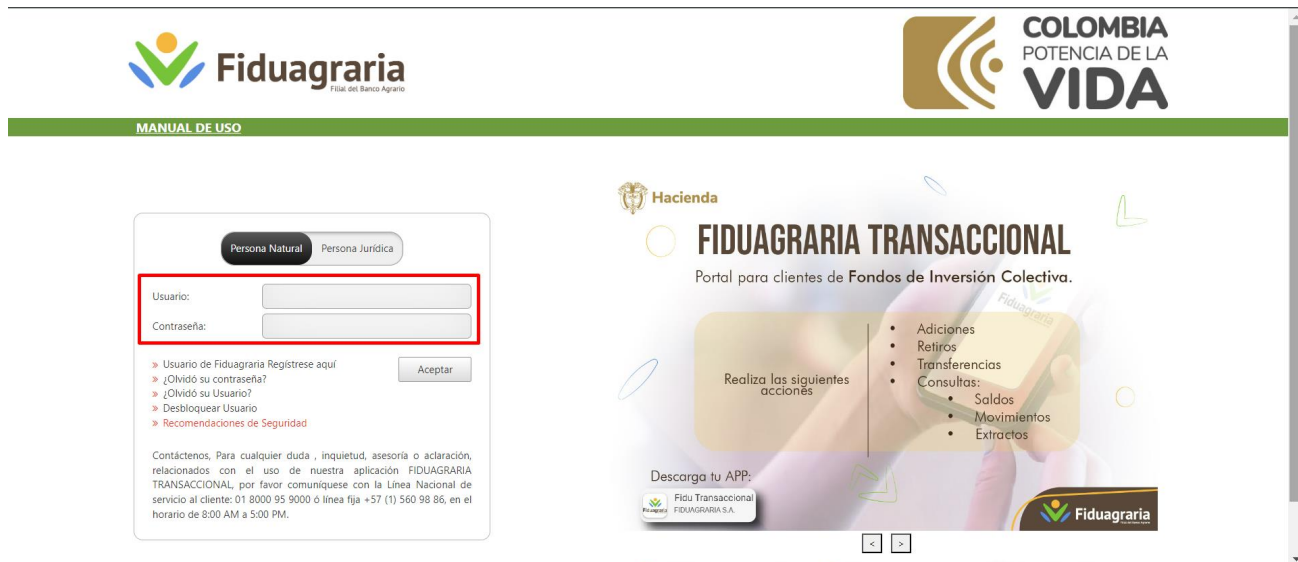 Fiduagraria
Filial del Banco Agrario
COLOMBIA
POTENCIA DE LA
VIDA
MANUAL DE USO
Persona Natural Persona Jurídica
Usuario:
Contraseña:
» Usuario de Fiduagraria Regístrese aquí
» ¿Olvidó su contraseña?
» ¿Olvidó su Usuario?
» Desbloquear Usuario
» Recomendaciones de Seguridad
Aceptar
Contáctenos, Para cualquier duda , inquietud, asesoría o aclaración,
relacionados con el uso de nuestra aplicación FIDUAGRARIA
TRANSACCIONAL, por favor comuníquese con la Línea Nacional de
servicio al cliente: 01 8000 95 9000 ó línea fija +57 (1) 560 98 86, en el
horario de 8:00 AM a 5:00 PM.
Hacienda
FIDUAGRARIA TRANSACCIONAL
Portal para clientes de Fondos de Inversión Colectiva.
Fiduagraria
Realiza las siguientes
acciones
• Adiciones
• Retiros
• Transferencias
• Consultas:
• Saldos
• Movimientos
• Extractos
Descarga tu APP:
Fidu Transaccional
FIDUAGRARIA S.A.
Fiduagraria
Fiduagraria
< >